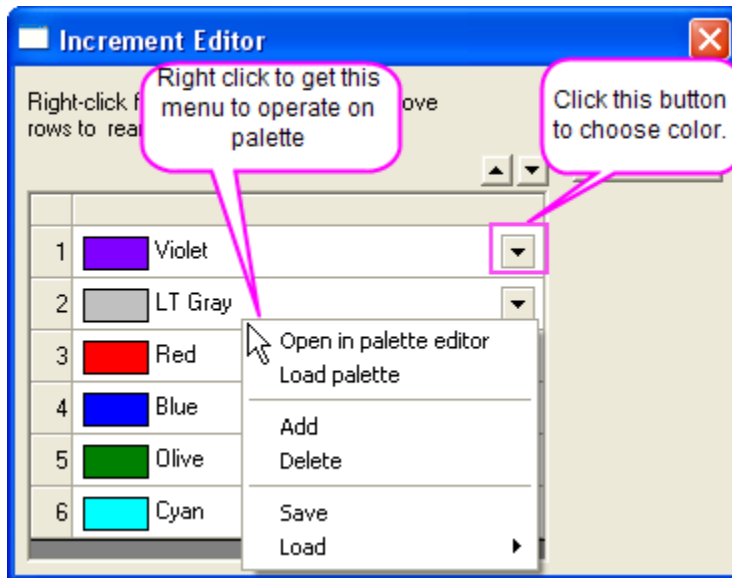 Increment Editor
Right click to get this
menu to operate on
palette
Click this button
to choose color.
Right-click
ove
rows to rear
1 Violet
2 LT Gray
3 Red
4 Blue
5 Olive
6 Cyan
Open in palette editor
Load palette
Add
Delete
Save
Load